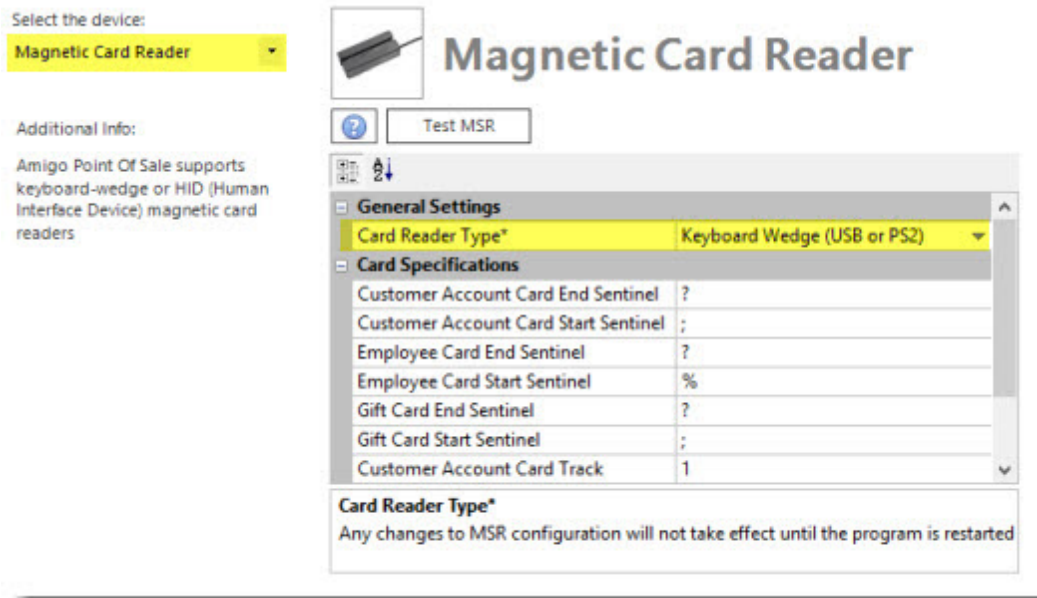 Select the device:
Magnetic Card Reader
Additional Info:
Amigo Point Of Sale supports
keyboard-wedge or HID (Human
Interface Device) magnetic card
readers
Magnetic Card Reader
? Test MSR
General Settings
Card Reader Type* Keyboard Wedge (USB or PS2)
Card Specifications
Customer Account Card End Sentinel ?
Customer Account Card Start Sentinel ;
Employee Card End Sentinel ?
Employee Card Start Sentinel %
Gift Card End Sentinel ?
Gift Card Start Sentinel ;
Customer Account Card Track 1
Card Reader Type*
Any changes to MSR configuration will not take effect until the program is restarted